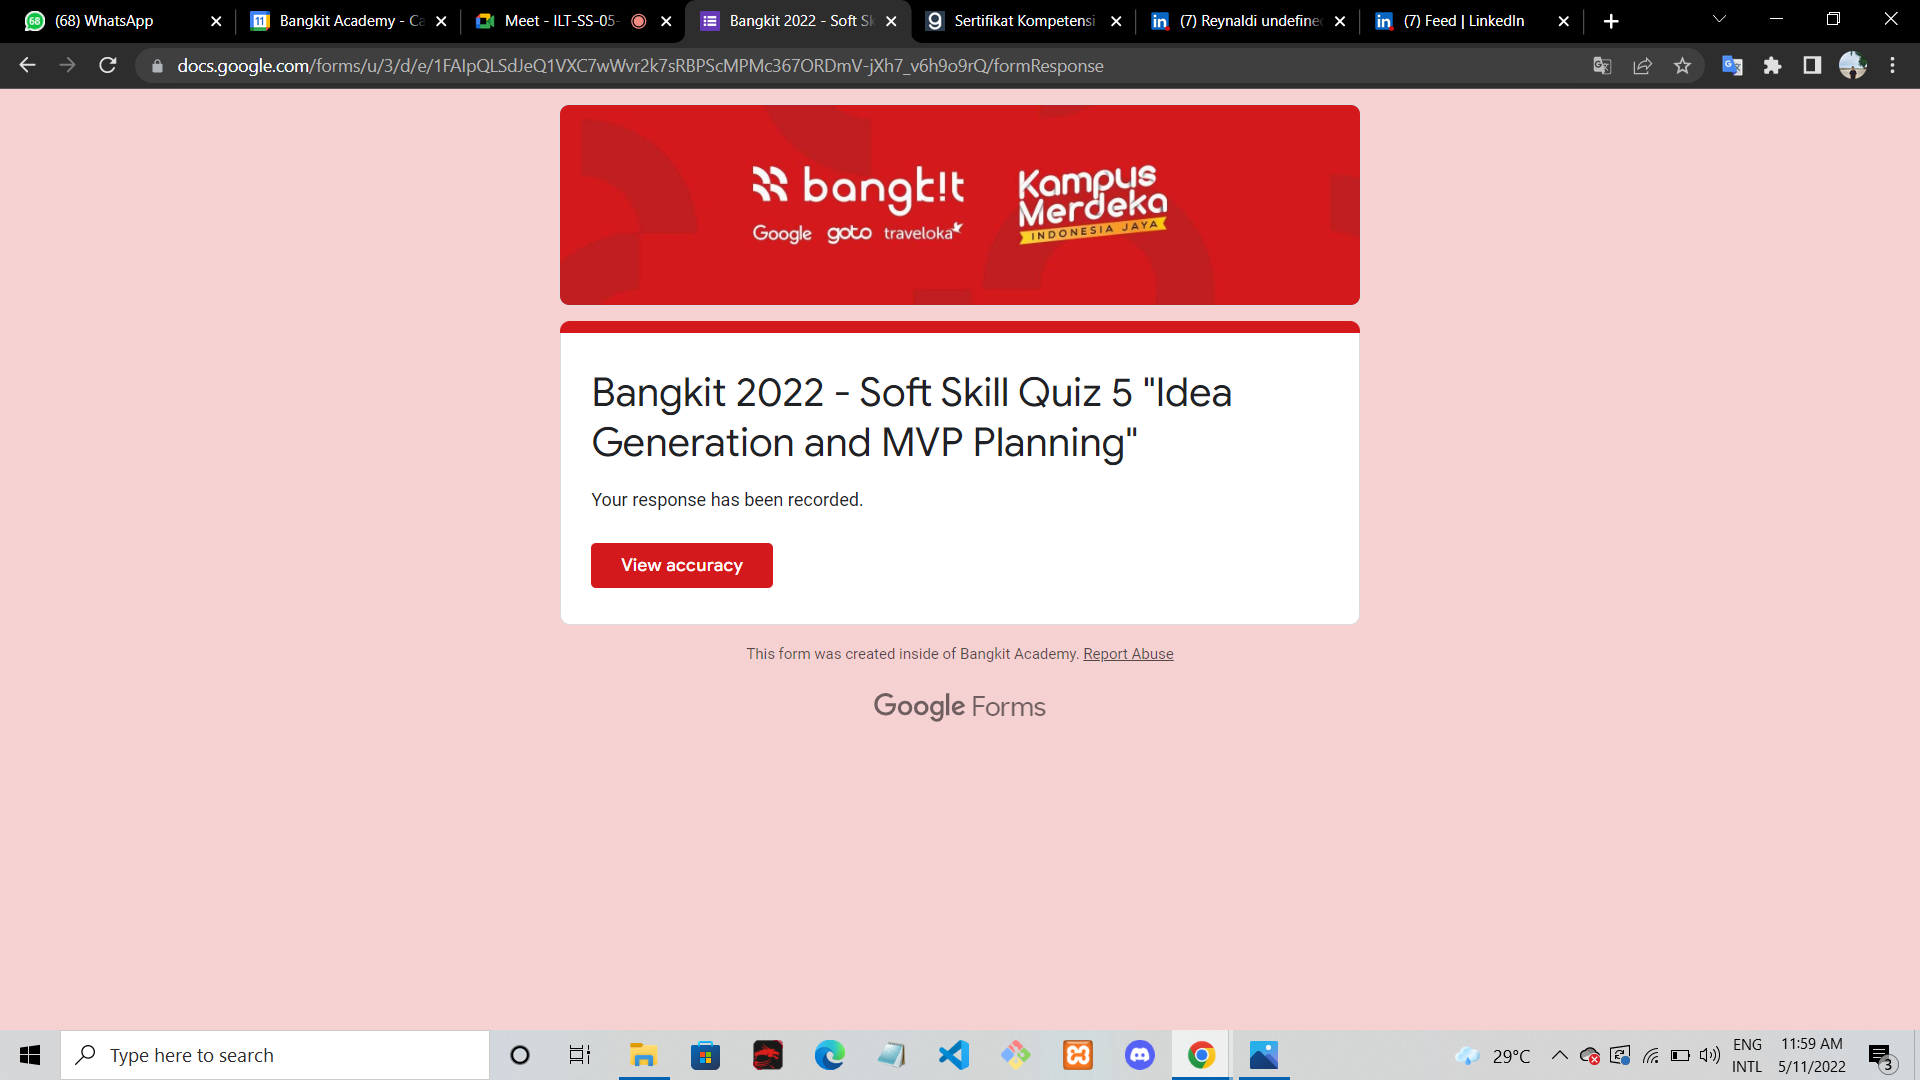 (68) WhatsApp
Bangkit Academy - Ca
Meet - ILT-SS-05-
Bangkit 2022 - Soft Sk
Sertifikat Kompetensi
(7) Reynaldi undefined
(7) Feed | LinkedIn
docs.google.com/forms/u/3/d/e/1FAIpQLSdJeQ1VXC7wWvr2k7sRBPScMPMc367ORDmV-jXh7_v6h9o9rQ/formResponse
bangk!t
Google goto traveloka
Kampus
Merdeka
INDONESIA JAYA
Bangkit 2022 - Soft Skill Quiz 5 "Idea
Generation and MVP Planning"
Your response has been recorded.
View accuracy
This form was created inside of Bangkit Academy. Report Abuse
Google Forms
Type here to search
29°C
ENG
INTL
11:59 AM
5/11/2022
3